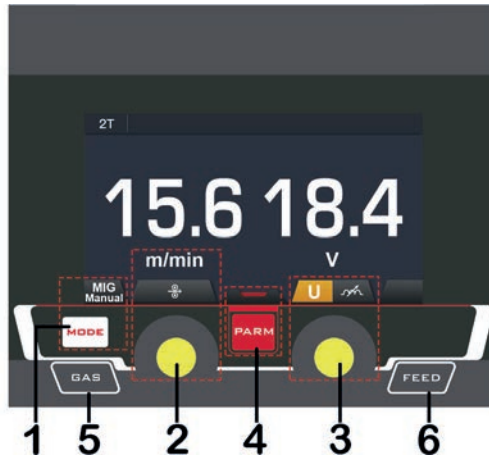 2T
15.6 18.4
m/min V
MIG
Manual
U
MODE
PARM
GAS
FEED
1 5 2 4 3 6